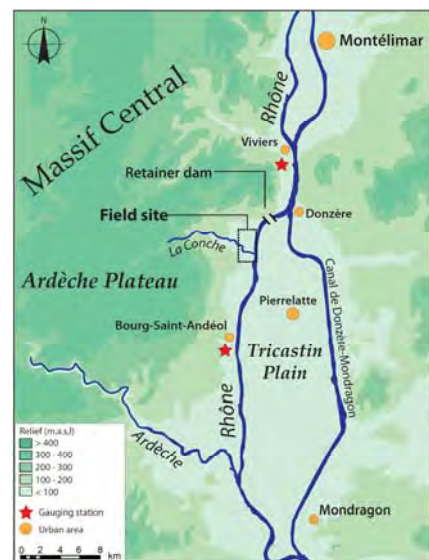 N
Montélimar
Massif Central
Rhône
Viviers
Retainer dam
Donzère
Field site
La Conche
Ardèche Plateau
Canal de Donzère-Mondragon
Pierrelatte
Bourg-Saint-Andéol
Tricastin
Plain
Rhône
Ardèche
Relief (m.a.s,l)
> 400
300 - 400
200 - 300
100 - 200
< 100
Gauging station
Urban area
Mondragon
0 2 4 6 8
km